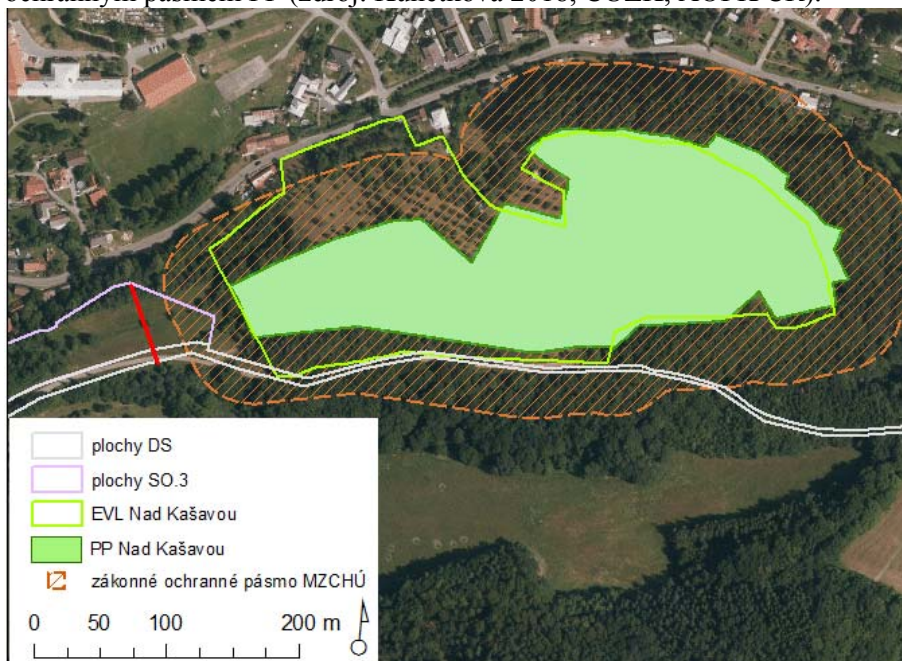 plochy DS
plochy SO.3
EVL Nad Kašavou
PP Nad Kašavou
zákonné ochranné pásmo MZCHÚ
0 50 100 200 m